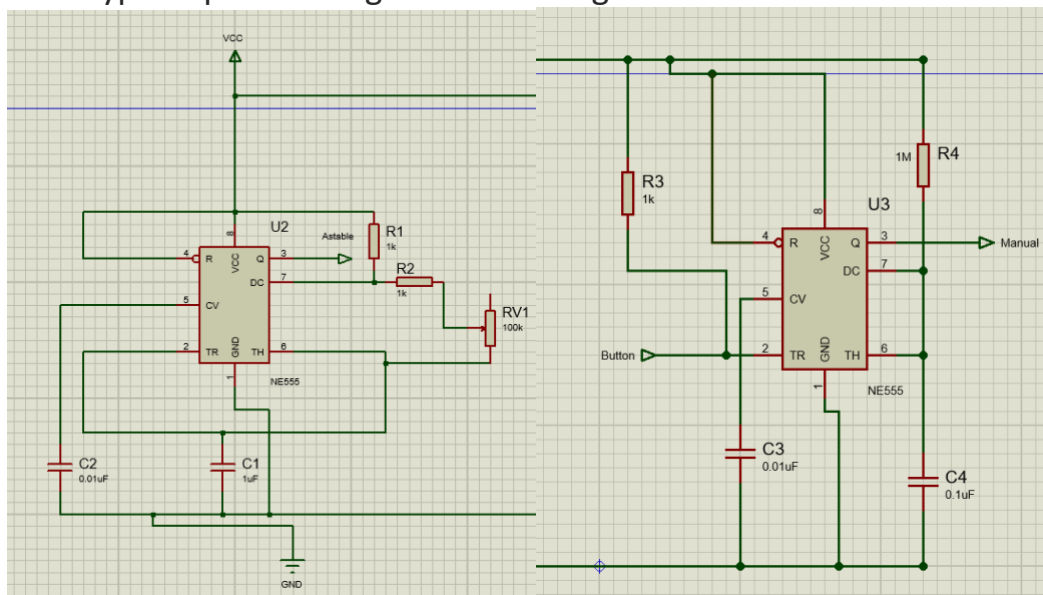 VCC
U2
R1
1k
Astable
R2
1k
RV1
100k
4
R
8
VCC
Q
3
DC
7
5
CV
2
TR
GND
TH
6
1
NE555
C2
0.01uF
C1
1uF
GND
R3
1k
1M
R4
U3
4
R
8
VCC
Q
3
Manual
DC
7
5
CV
Button
2
TR
GND
TH
6
1
NE555
C3
0.01uF
C4
0.1uF